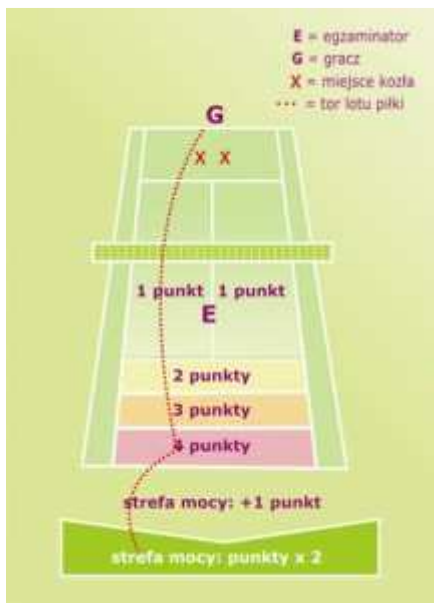 E = egzaminator
G = gracz
X = miejsce kozła
••• = tor lotu piłki
G
X X
1 punkt 1 punkt
E
2 punkty
3 punkty
4 punkty
strefa mocy: +1 punkt
strefa mocy: punkty x 2